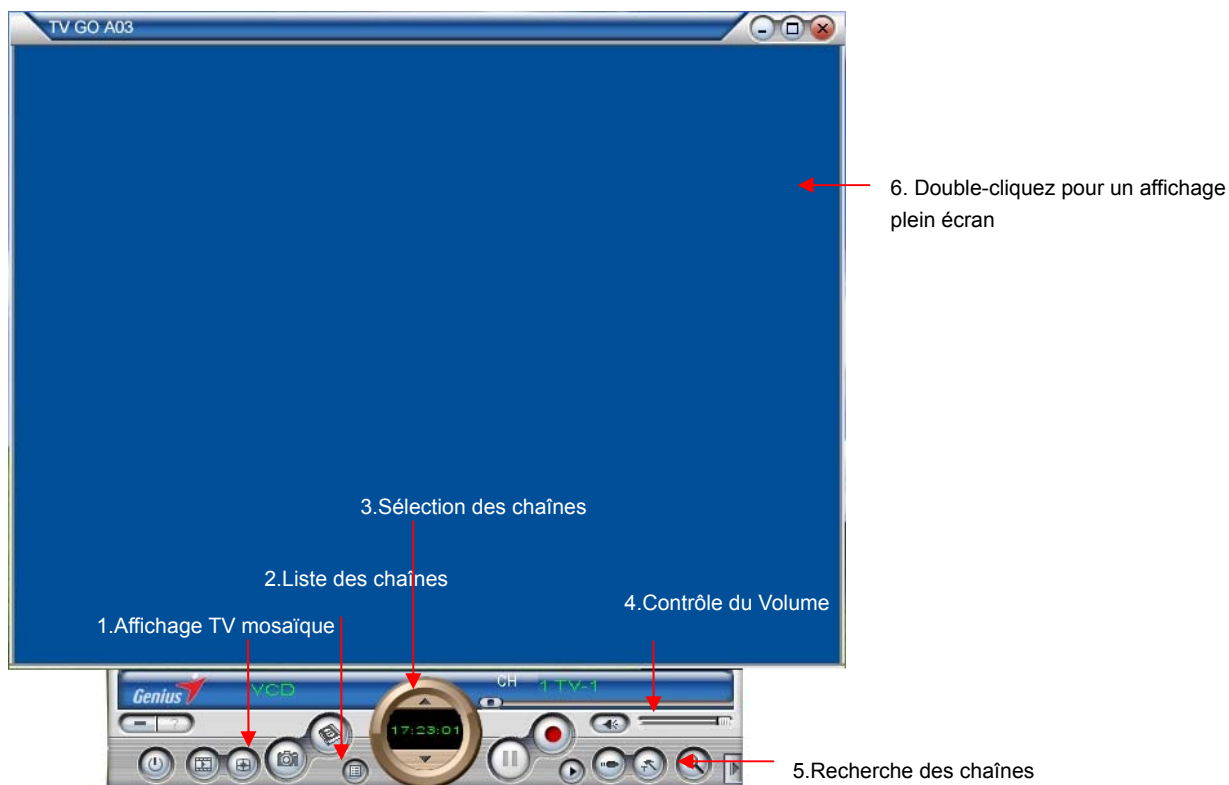 TV GO A03
6. Double-cliquez pour un affichage
plein écran
3.Sélection des chaînes
2.Liste des chaînes
4.Contrôle du Volume
1.Affichage TV mosaïque
Genius
VCD
CH
1 TV-1
?
17:23:01
5.Recherche des chaînes